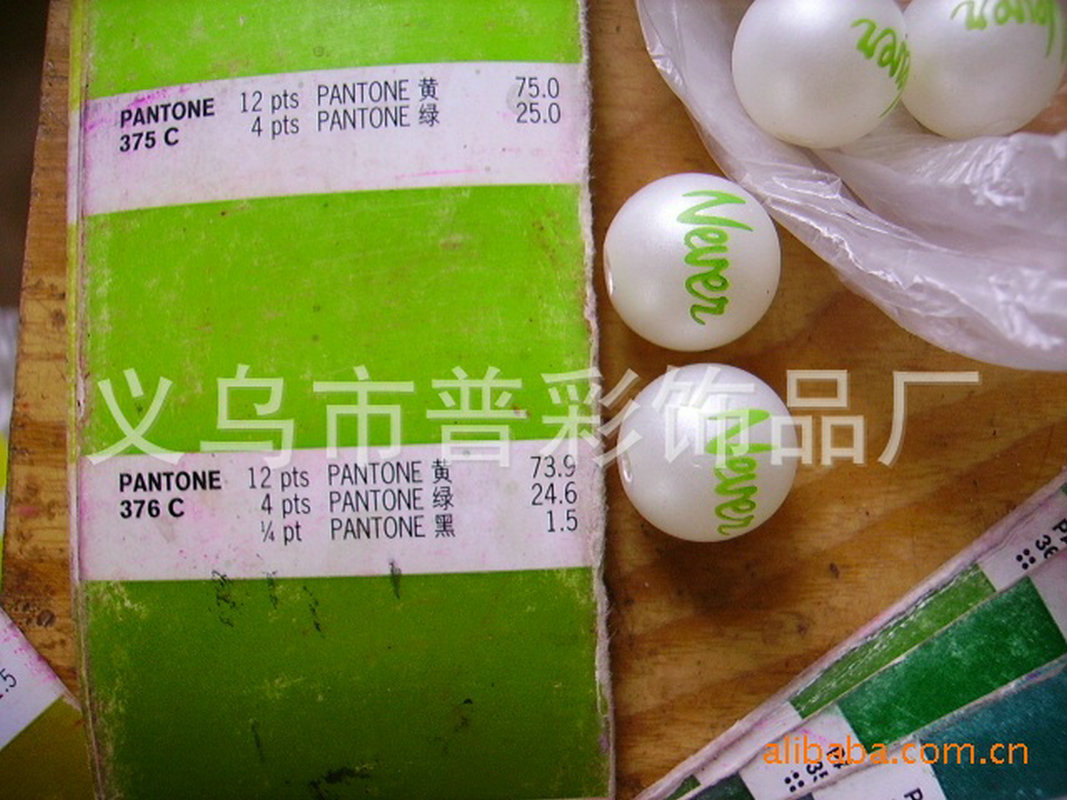 PANTONE 12 pts PANTONE 黄 75.0
375 C 4 pts PANTONE 绿 25.0
Never
Never
Never
Never
义乌市普彩饰品厂
PANTONE 12 pts PANTONE 黄 73.9
376 C 4 pts PANTONE 绿 24.6
¼ pt PANTONE 黑 1.5
alibaba.com.cn